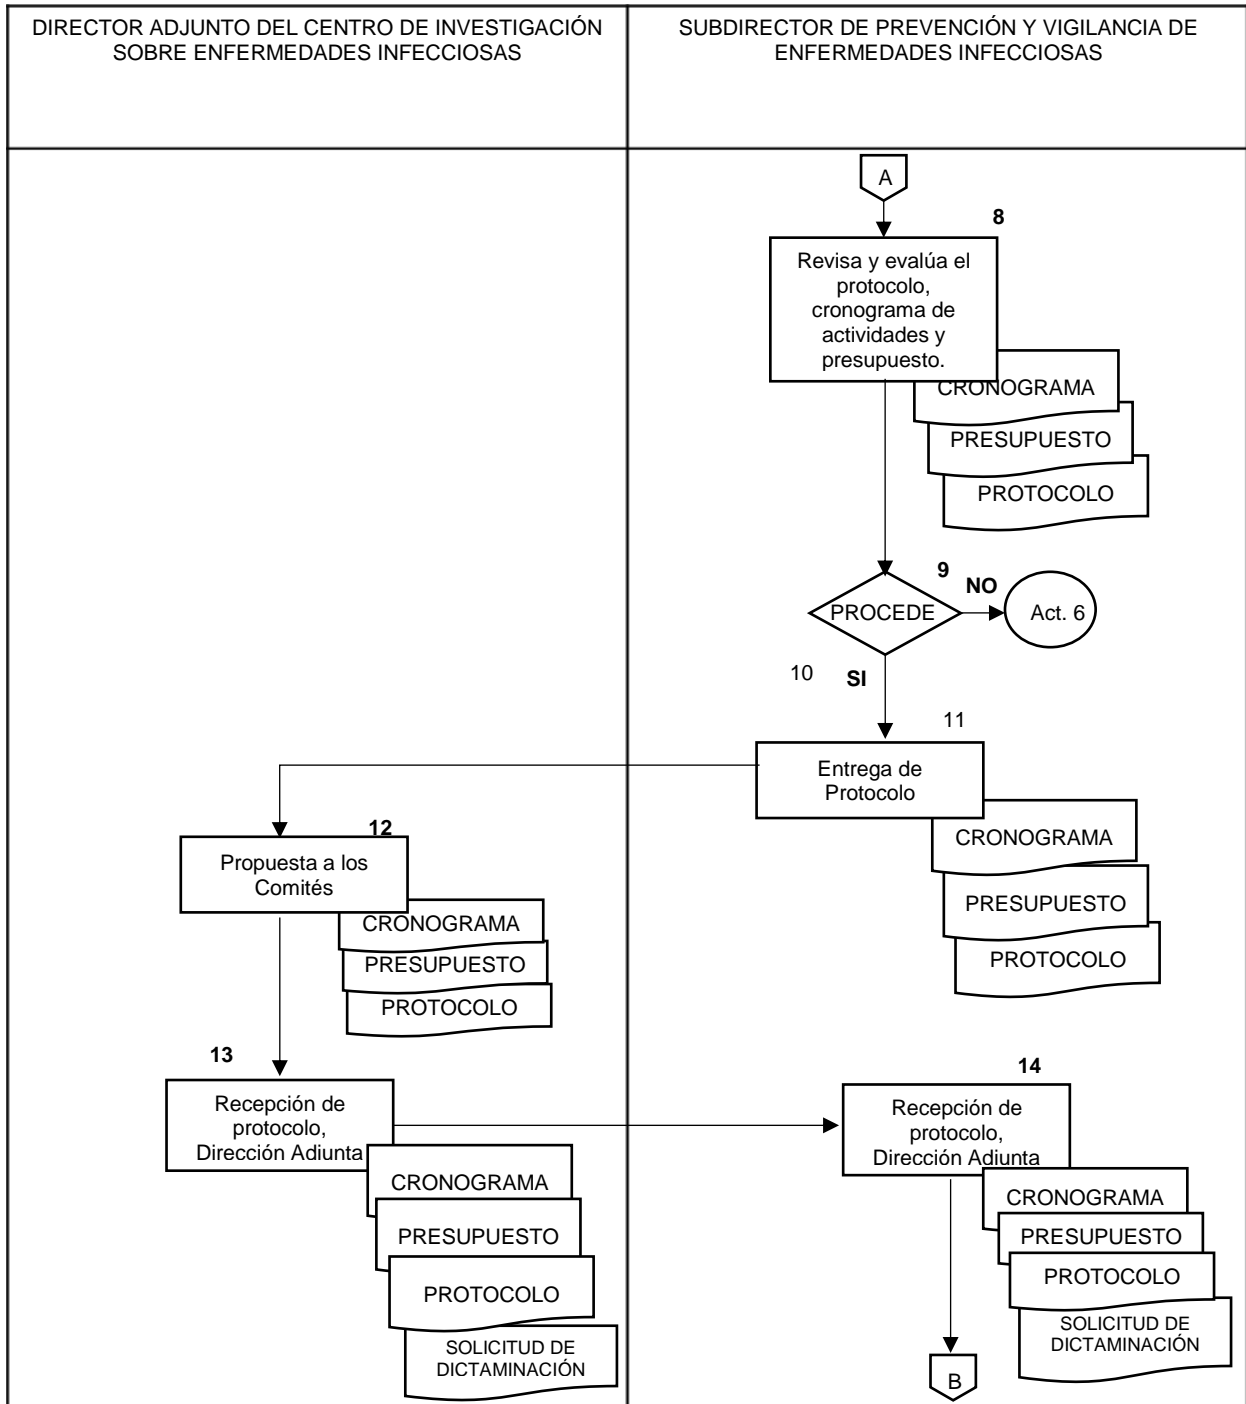 DIRECTOR ADJUNTO DEL CENTRO DE INVESTIGACIÓN
SOBRE ENFERMEDADES INFECCIOSAS
SUBDIRECTOR DE PREVENCIÓN Y VIGILANCIA DE
ENFERMEDADES INFECCIOSAS
A
8
Revisa y evalúa el
protocolo,
cronograma de
actividades y
presupuesto.
CRONOGRAMA
PRESUPUESTO
PROTOCOLO
9
PROCEDE
NO
Act. 6
10
SI
11
Entrega de
Protocolo
CRONOGRAMA
PRESUPUESTO
PROTOCOLO
12
Propuesta a los
Comités
CRONOGRAMA
PRESUPUESTO
PROTOCOLO
13
Recepción de
protocolo,
Dirección Adiunta
CRONOGRAMA
PRESUPUESTO
PROTOCOLO
SOLICITUD DE
DICTAMINACIÓN
14
Recepción de
protocolo,
Dirección Adiunta
CRONOGRAMA
PRESUPUESTO
PROTOCOLO
SOLICITUD DE
DICTAMINACIÓN
B